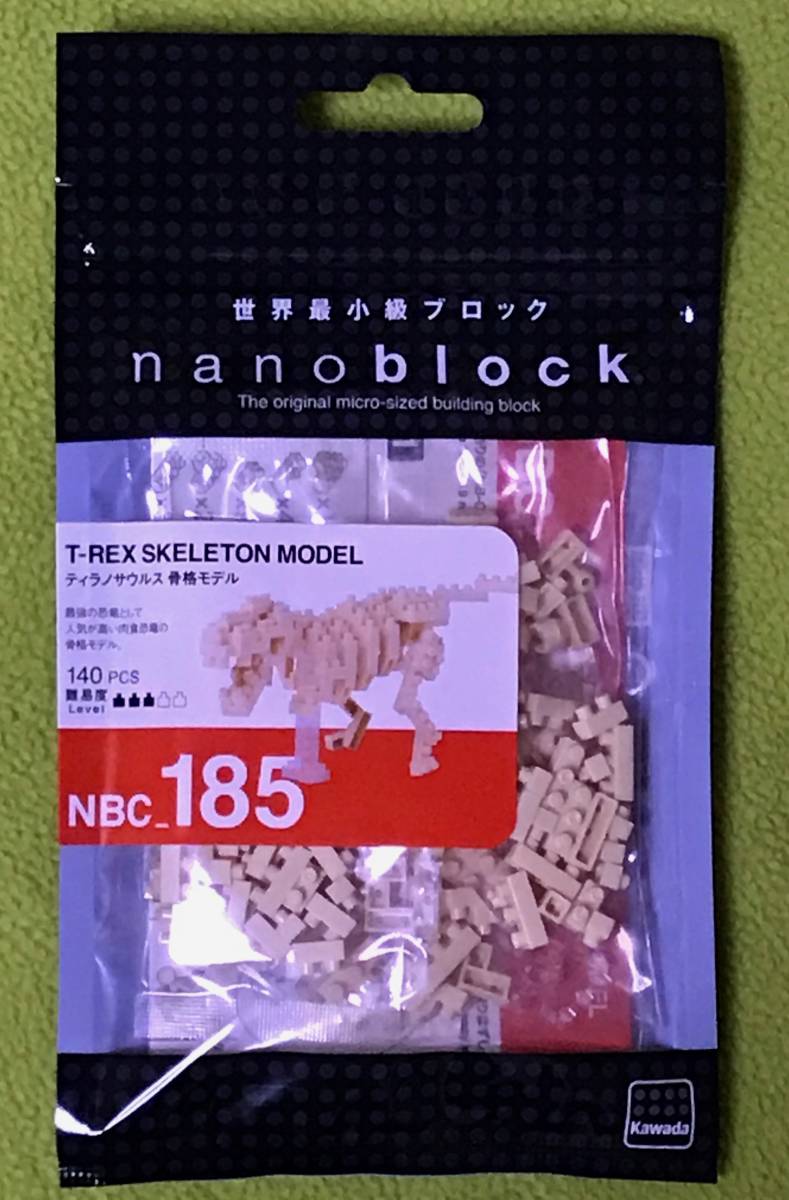 世界最小級ブロック
nanoblock
The original micro-sized building block
T-REX SKELETON MODEL
ティラノサウルス 骨格モデル
最強の恐竜として
人気が高い肉食恐竜の
骨格モデル。
140 PCS
難易度
Level
NBC_185
Kawada